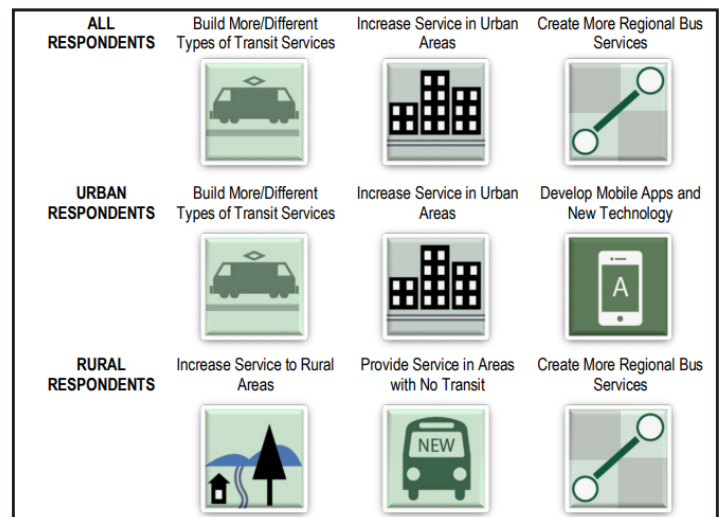 ALL
RESPONDENTS
Build More/Different
Types of Transit Services
Increase Service in Urban
Areas
Create More Regional Bus
Services
URBAN
RESPONDENTS
Build More/Different
Types of Transit Services
Increase Service in Urban
Areas
Develop Mobile Apps and
New Technology
A
RURAL
RESPONDENTS
Increase Service to Rural
Areas
Provide Service in Areas
with No Transit
Create More Regional Bus
Services
NEW